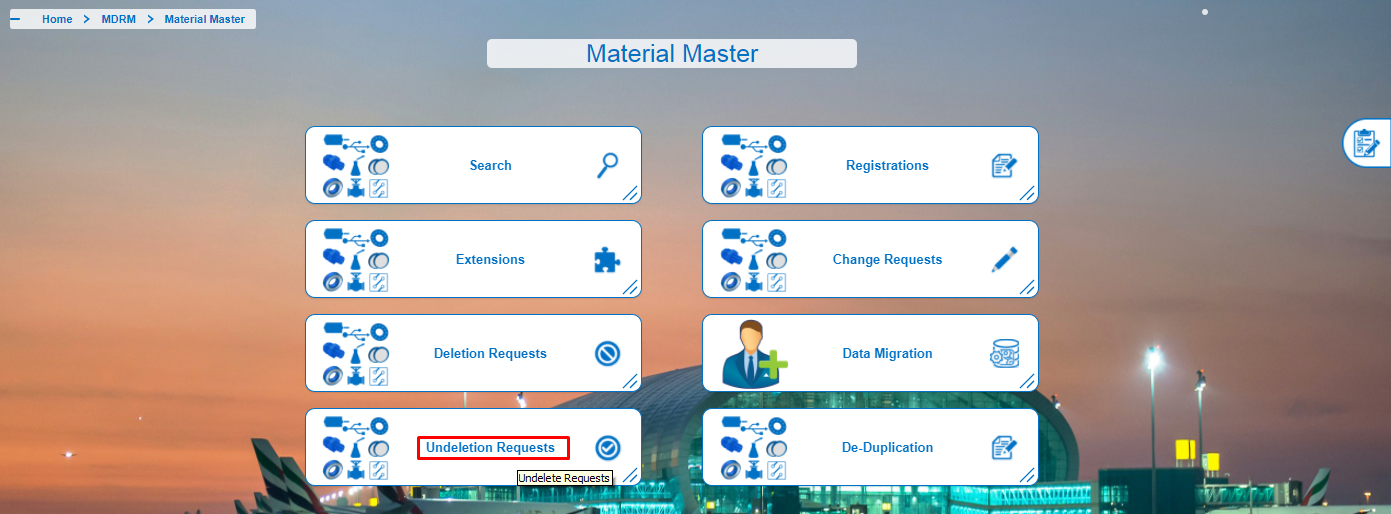 Home > MDRM > Material Master
Material Master
Search
Registrations
Extensions
Change Requests
Deletion Requests
Data Migration
Undeletion Requests
De-Duplication
Undelete Requests